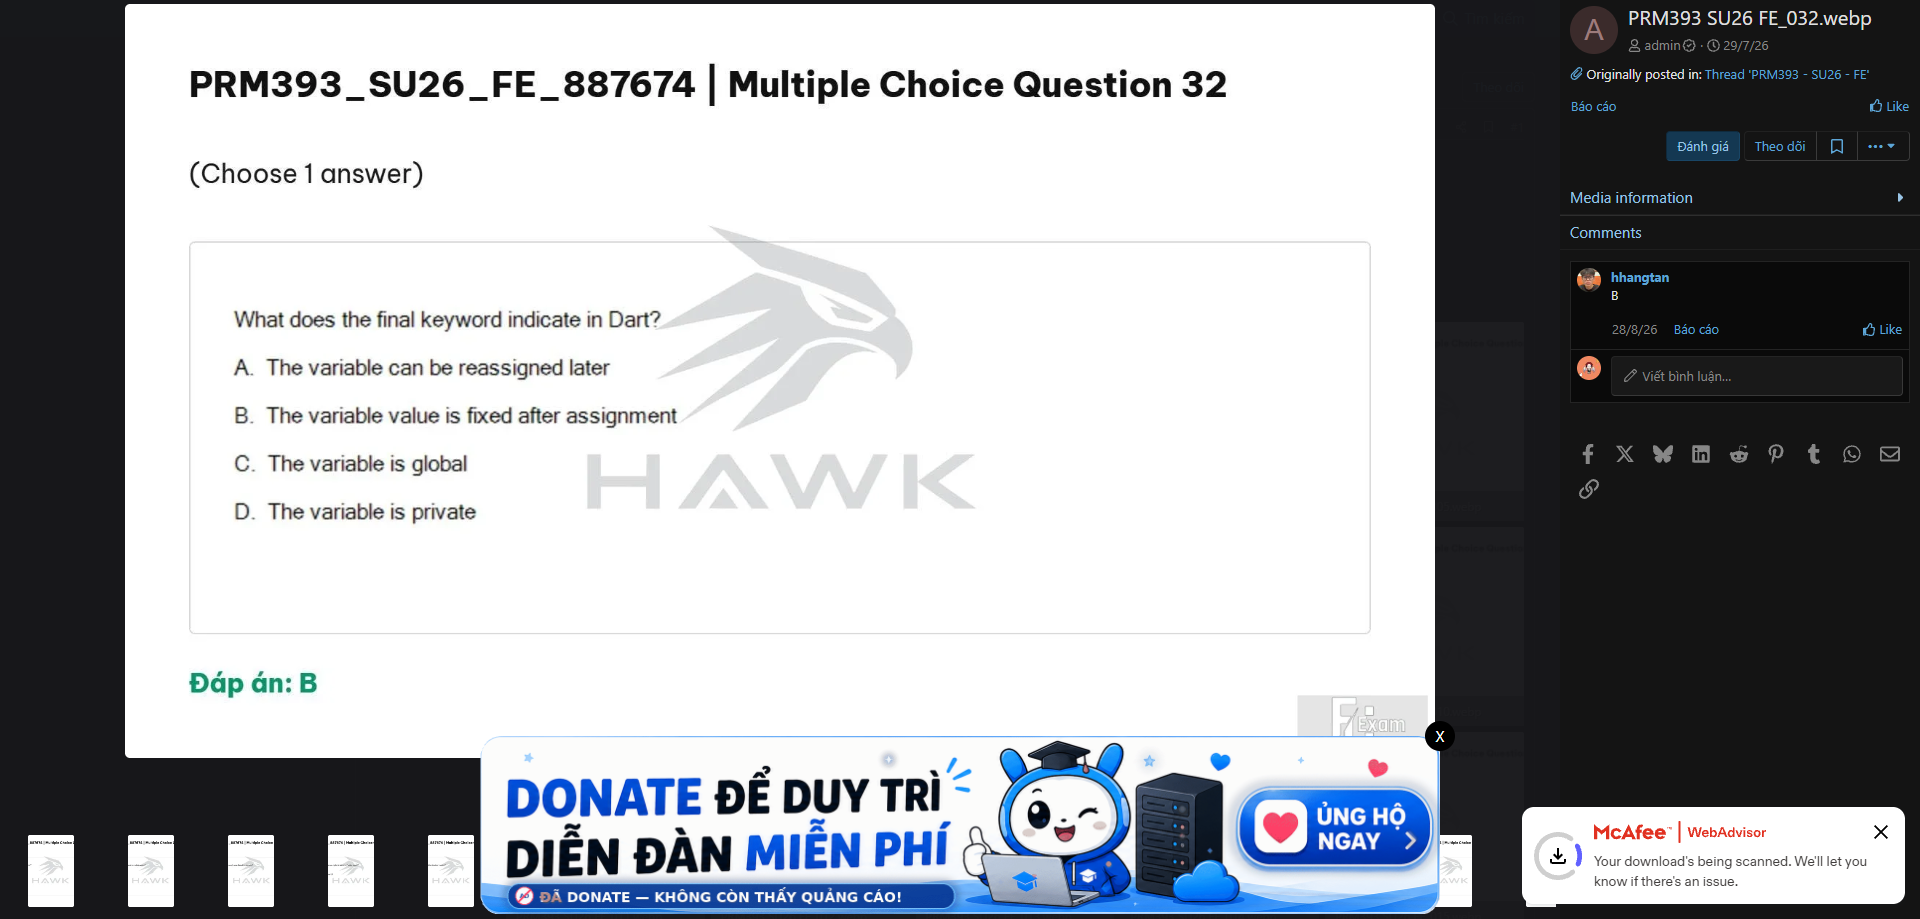 PRM393_SU26_FE_887674 | Multiple Choice Question 32
(Choose 1 answer)
What does the final keyword indicate in Dart?
A. The variable can be reassigned later
B. The variable value is fixed after assignment
C. The variable is global
D. The variable is private
HAWK
Đáp án: B
Exam
X
DONATE ĐỂ DUY TRÌ
DIỄN ĐÀN MIỄN PHÍ
ĐÃ DONATE — KHÔNG CÒN THẤY QUẢNG CÁO!
ỦNG HỘ
NGAY
A
PRM393 SU26 FE_032.webp
admin · 29/7/26
Originally posted in: Thread 'PRM393 - SU26 - FE'
Báo cáo
Like
Đánh giá
Theo dõi
Media information
Comments
hhangtan
B
28/8/26 Báo cáo
Like
Viết bình luận...
McAfee™ | WebAdvisor
Your download's being scanned. We'll let you
know if there's an issue.